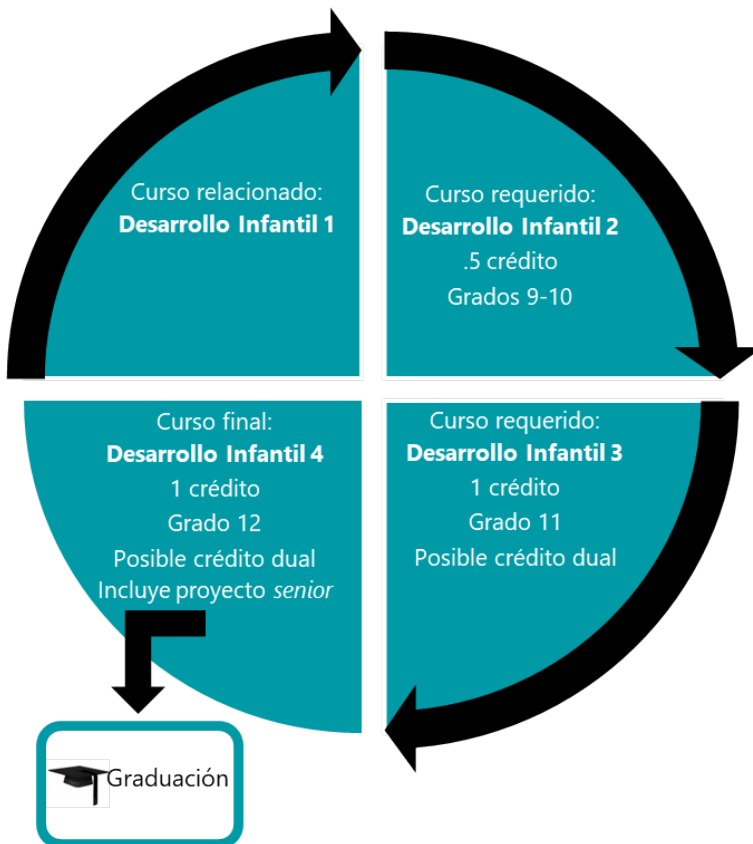 Curso relacionado:
Desarrollo Infantil 1
Curso requerido:
Desarrollo Infantil 2
.5 crédito
Grados 9-10
Curso requerido:
Desarrollo Infantil 3
1 crédito
Grado 11
Posible crédito dual
Curso final:
Desarrollo Infantil 4
1 crédito
Grado 12
Posible crédito dual
Incluye proyecto senior
Graduación